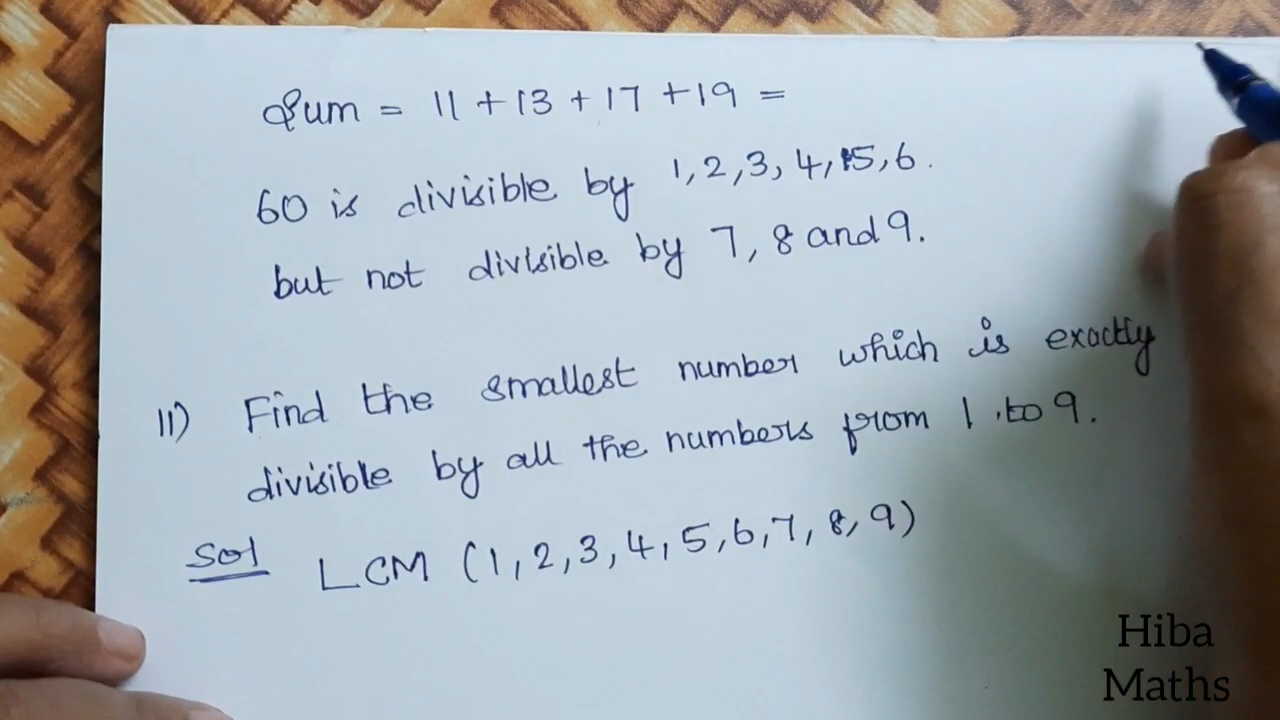 Sum = 11 + 13 + 17 + 19 =
60 is divisible by 1, 2, 3, 4, 5, 6.
but not divisible by 7, 8 and 9.
11) Find the smallest number which is exactly
divisible by all the numbers from 1 to 9.
Sol LCM (1, 2, 3, 4, 5, 6, 7, 8, 9)
Hiba
Maths